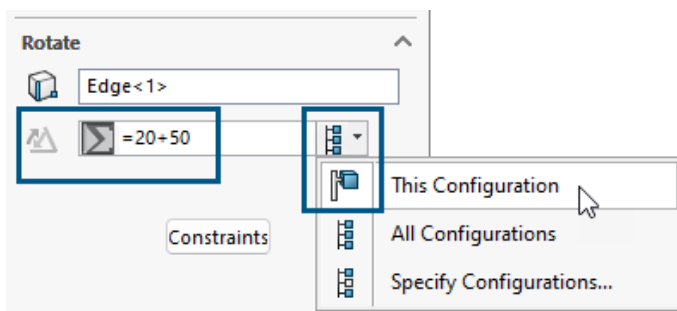 Rotate
Edge<1>
=20+50
This Configuration
Constraints
All Configurations
Specify Configurations...